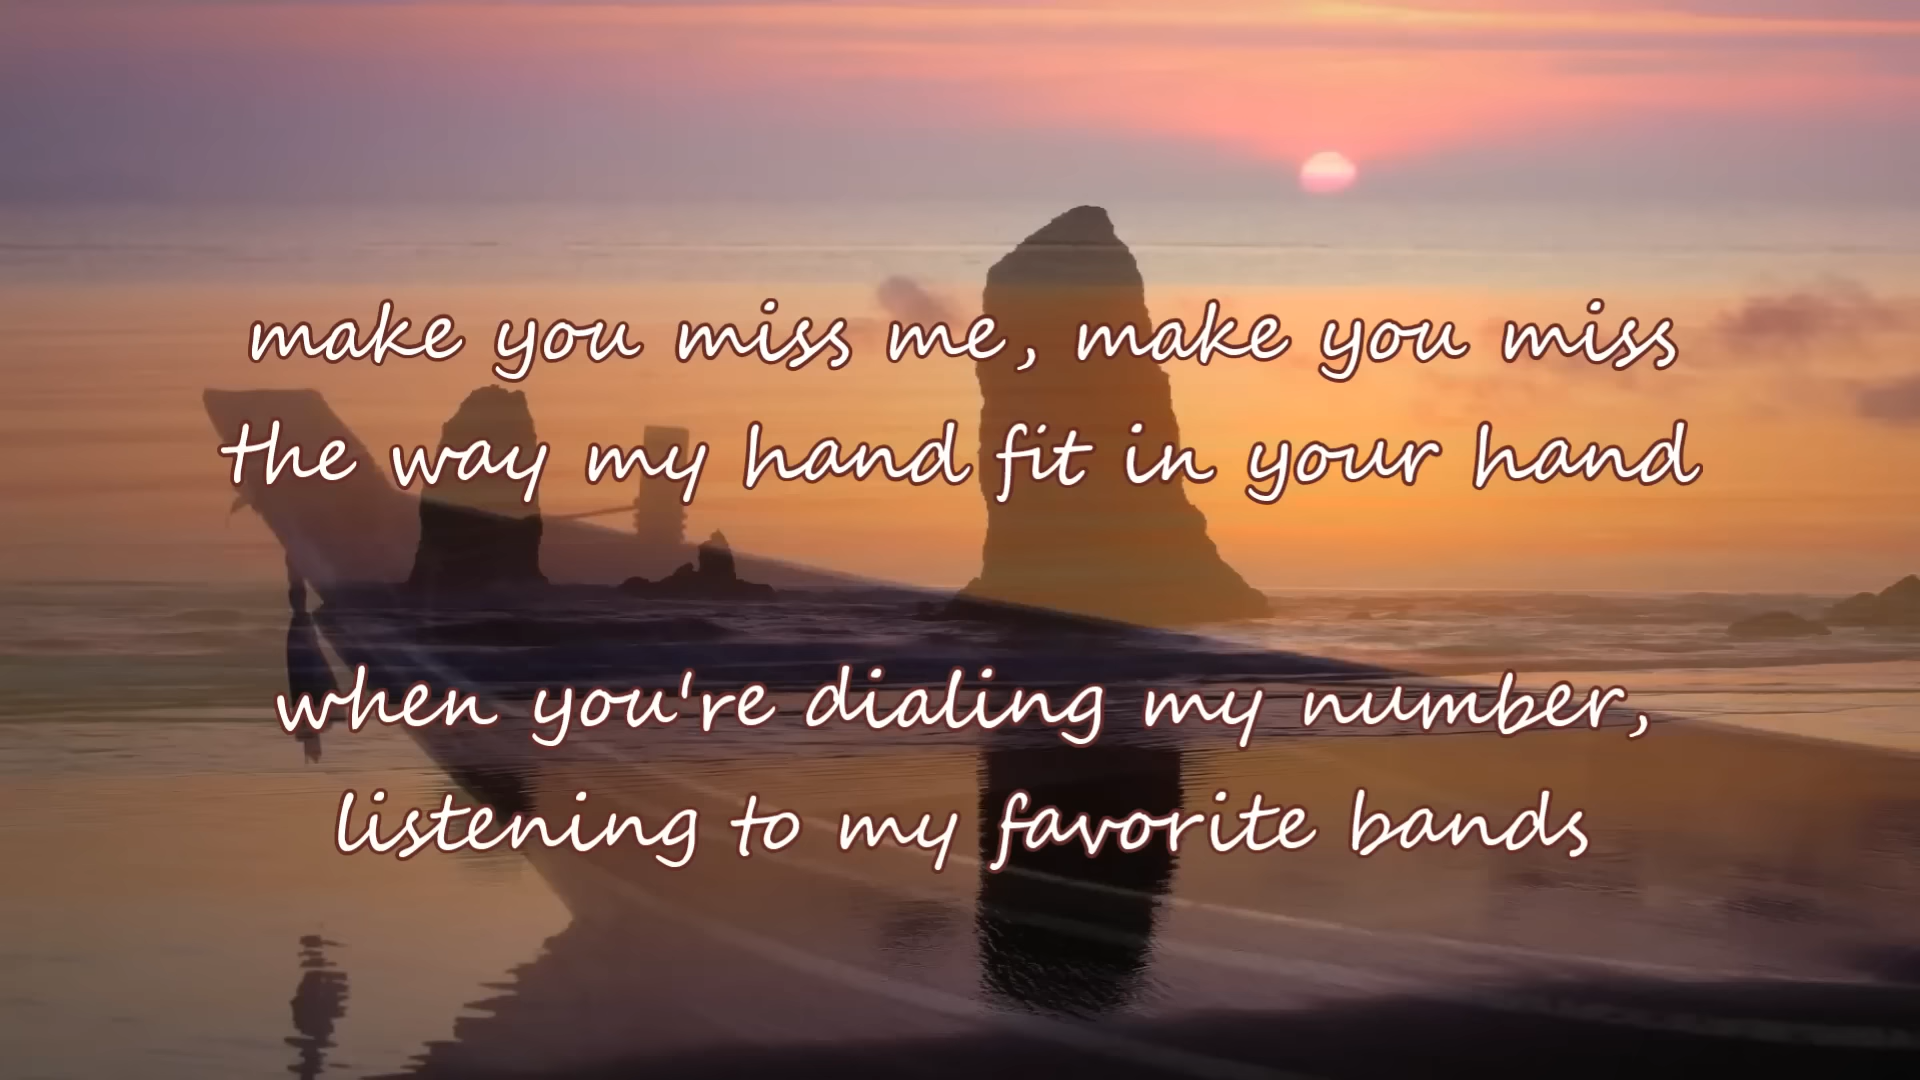 make you miss me, make you miss
the way my hand fit in your hand
when you're dialing my number,
listening to my favorite bands